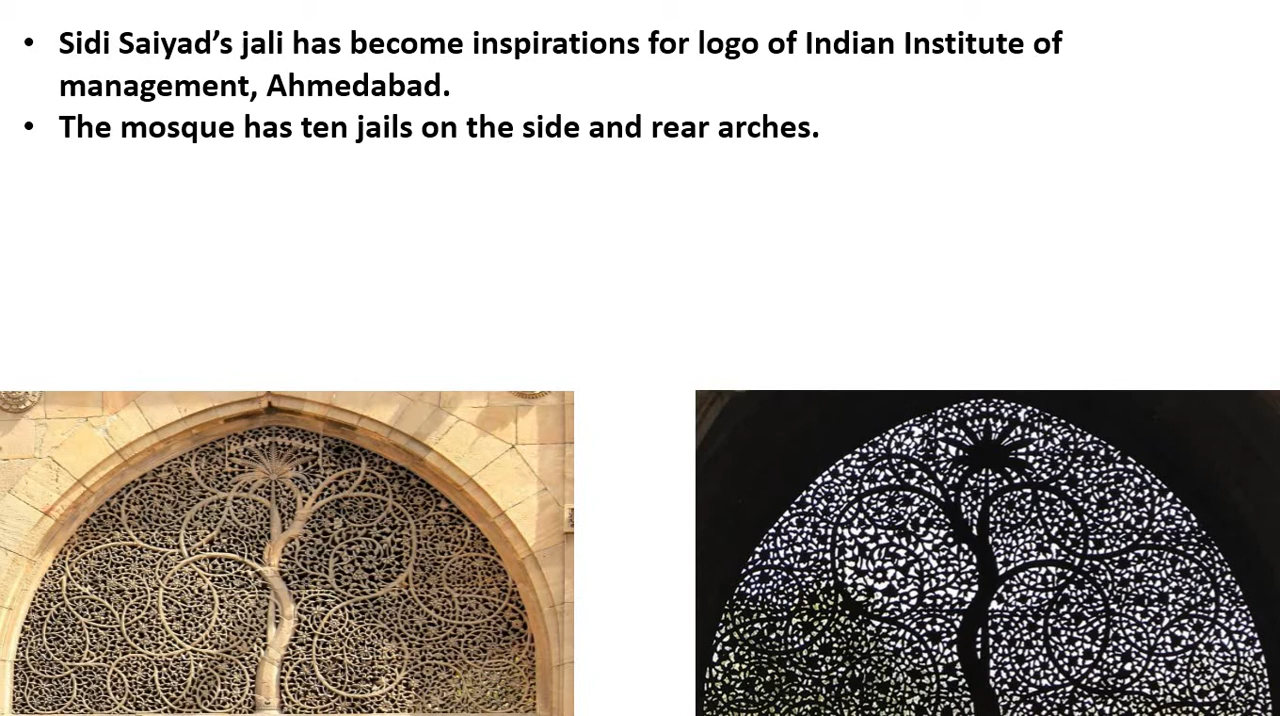 • Sidi Saiyad’s jali has become inspirations for logo of Indian Institute of
management, Ahmedabad.
• The mosque has ten jails on the side and rear arches.